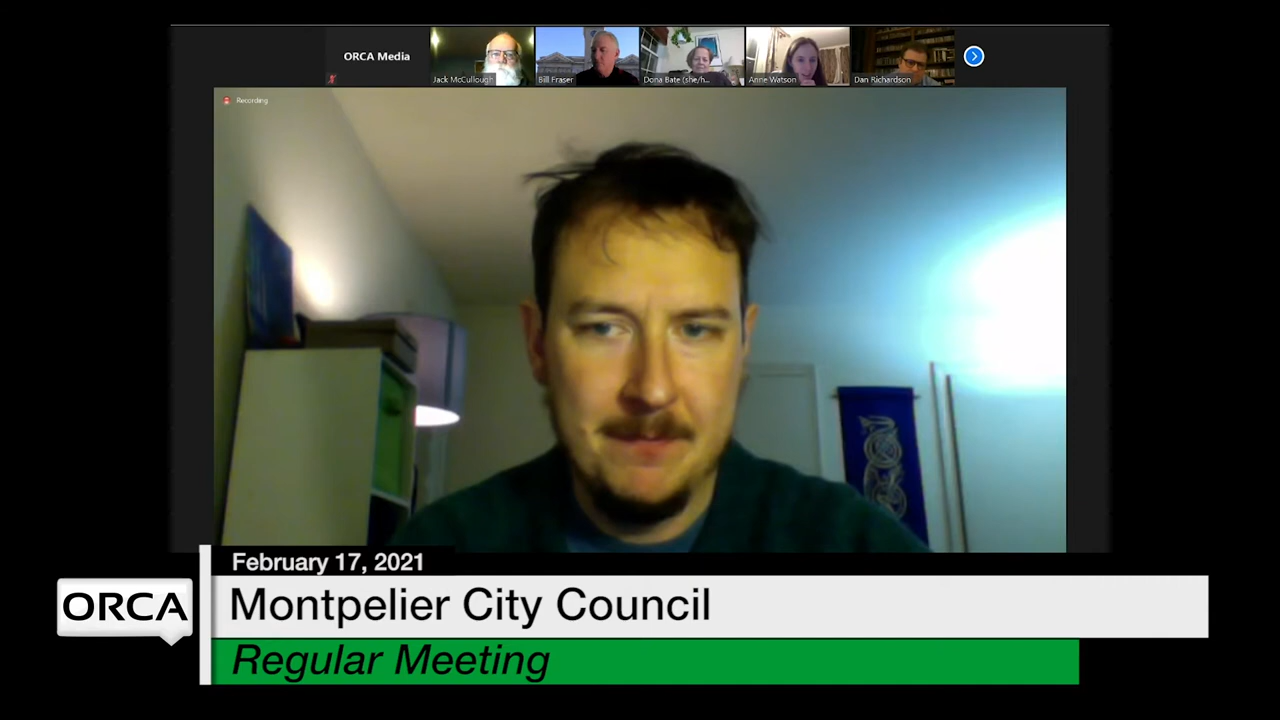 ORCA Media
Jack McCullough
Bill Fraser
Dona Bate (she/h...
Anne Watson
Dan Richardson
Recording
February 17, 2021
ORCA
Montpelier City Council
Regular Meeting